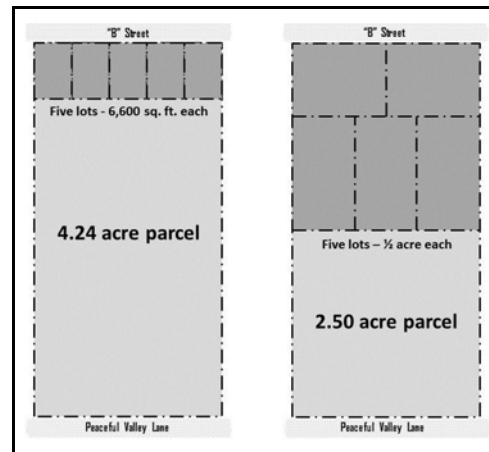 "B" Street
Five lots - 6,600 sq. ft. each
4.24 acre parcel
Peaceful Valley Lane
"B" Street
Five lots – ½ acre each
2.50 acre parcel
Peaceful Valley Lane